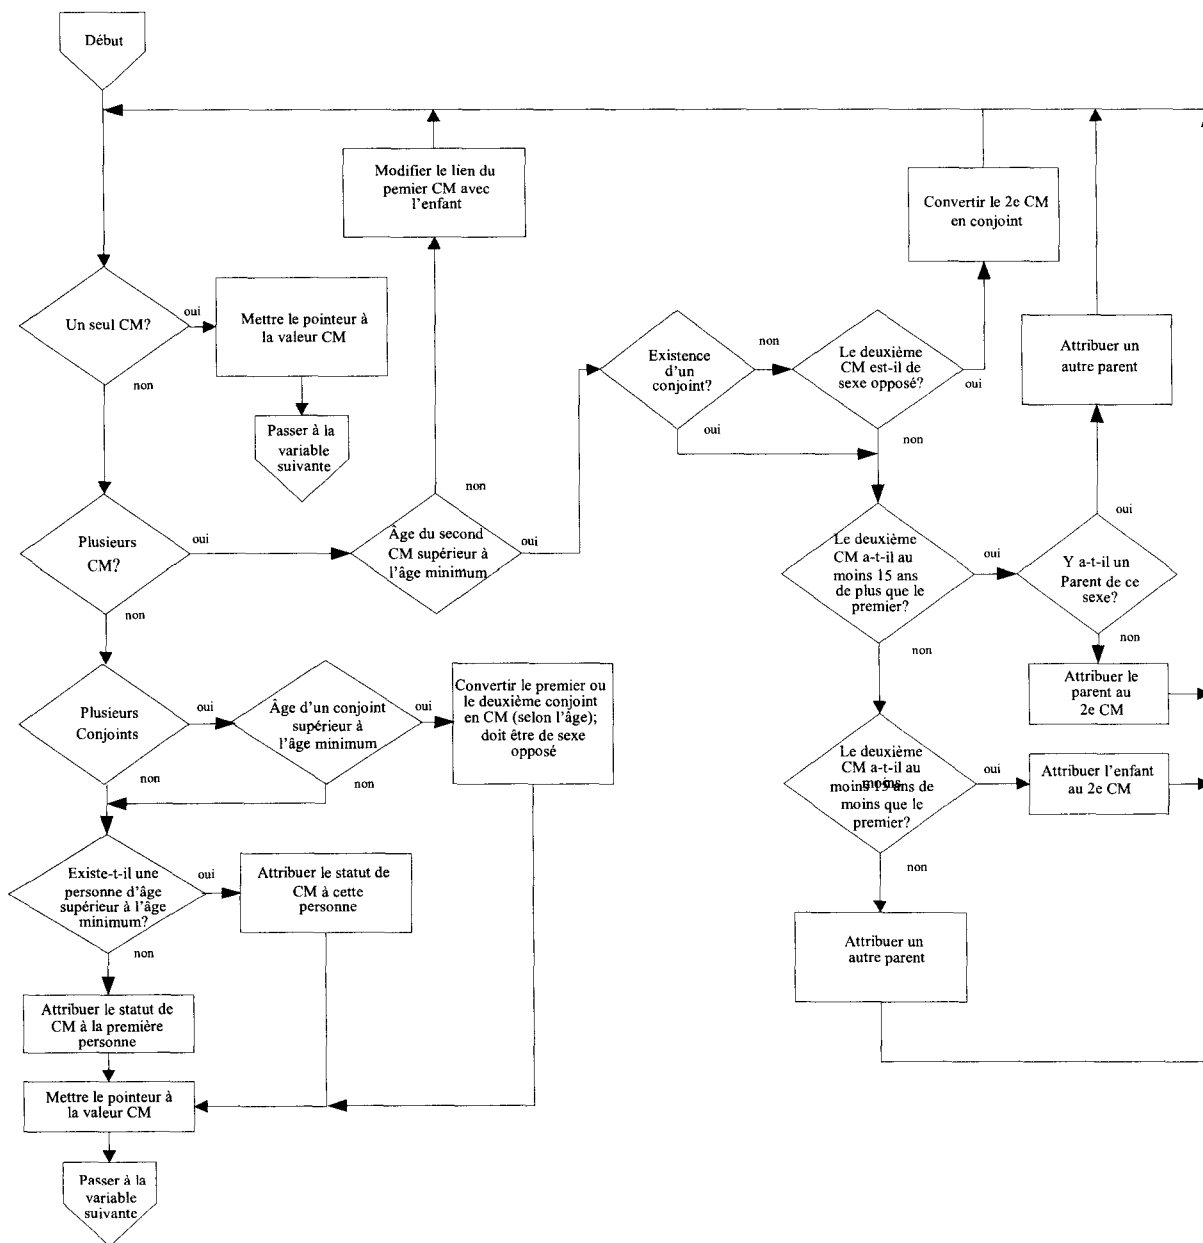 Début
Modifier le lien du
pemier CM avec
l'enfant
Convertir le 2e CM
en conjoint
Un seul CM?
oui
Mettre le pointeur à
la valeur CM
non
Passer à la
variable
suivante
Existence
d'un
conjoint?
non
oui
Le deuxième
CM est-il de
sexe opposé?
oui
non
Attribuer un
autre parent
Plusieurs
CM?
oui
non
Âge du second
CM supérieur à
l'âge minimum
non
oui
Le deuxième
CM a-t-il au
moins 15 ans
de plus que le
premier?
oui
non
Y a-t-il un
Parent de ce
sexe?
oui
non
Attribuer le
parent au
2e CM
Plusieurs
Conjoints
oui
non
Âge d'un conjoint
supérieur à
l'âge minimum
oui
non
Convertir le premier ou
le deuxième conjoint
en CM (selon l'âge);
doit être de sexe
opposé
Le deuxième
CM a-t-il au
moins
moins 15 ans de
moins que le
premier?
oui
non
Attribuer l'enfant
au 2e CM
Existe-t-il une
personne d'âge
supérieur à l'âge
minimum?
oui
non
Attribuer le statut de
CM à cette
personne
Attribuer un
autre parent
Attribuer le statut de
CM à la première
personne
Mettre le pointeur à
la valeur CM
Passer à la
variable
suivante